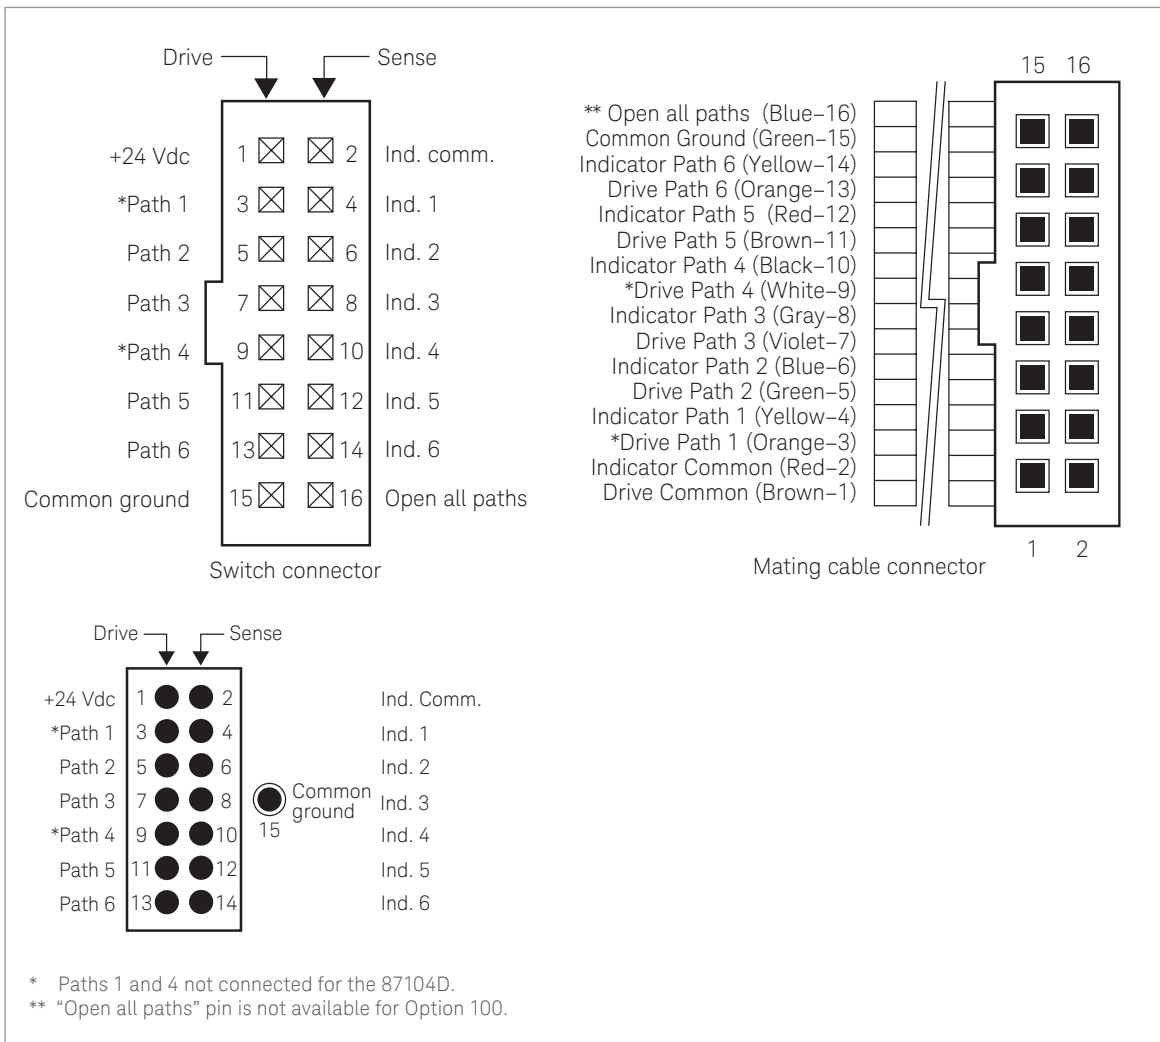 Drive Sense
+24 Vdc 1 2 Ind. comm.
*Path 1 3 4 Ind. 1
Path 2 5 6 Ind. 2
Path 3 7 8 Ind. 3
*Path 4 9 10 Ind. 4
Path 5 11 12 Ind. 5
Path 6 13 14 Ind. 6
Common ground 15 16 Open all paths
Switch connector
15 16
** Open all paths (Blue–16)
Common Ground (Green–15)
Indicator Path 6 (Yellow–14)
Drive Path 6 (Orange–13)
Indicator Path 5 (Red–12)
Drive Path 5 (Brown–11)
Indicator Path 4 (Black–10)
*Drive Path 4 (White–9)
Indicator Path 3 (Gray–8)
Drive Path 3 (Violet–7)
Indicator Path 2 (Blue–6)
Drive Path 2 (Green–5)
Indicator Path 1 (Yellow–4)
*Drive Path 1 (Orange–3)
Indicator Common (Red–2)
Drive Common (Brown–1)
1 2
Mating cable connector
Drive Sense
+24 Vdc 1 2 Ind. Comm.
*Path 1 3 4 Ind. 1
Path 2 5 6 Ind. 2
Path 3 7 8 Ind. 3
*Path 4 9 10 Ind. 4
Path 5 11 12 Ind. 5
Path 6 13 14 Ind. 6
Common
ground
15
* Paths 1 and 4 not connected for the 87104D.
** “Open all paths” pin is not available for Option 100.